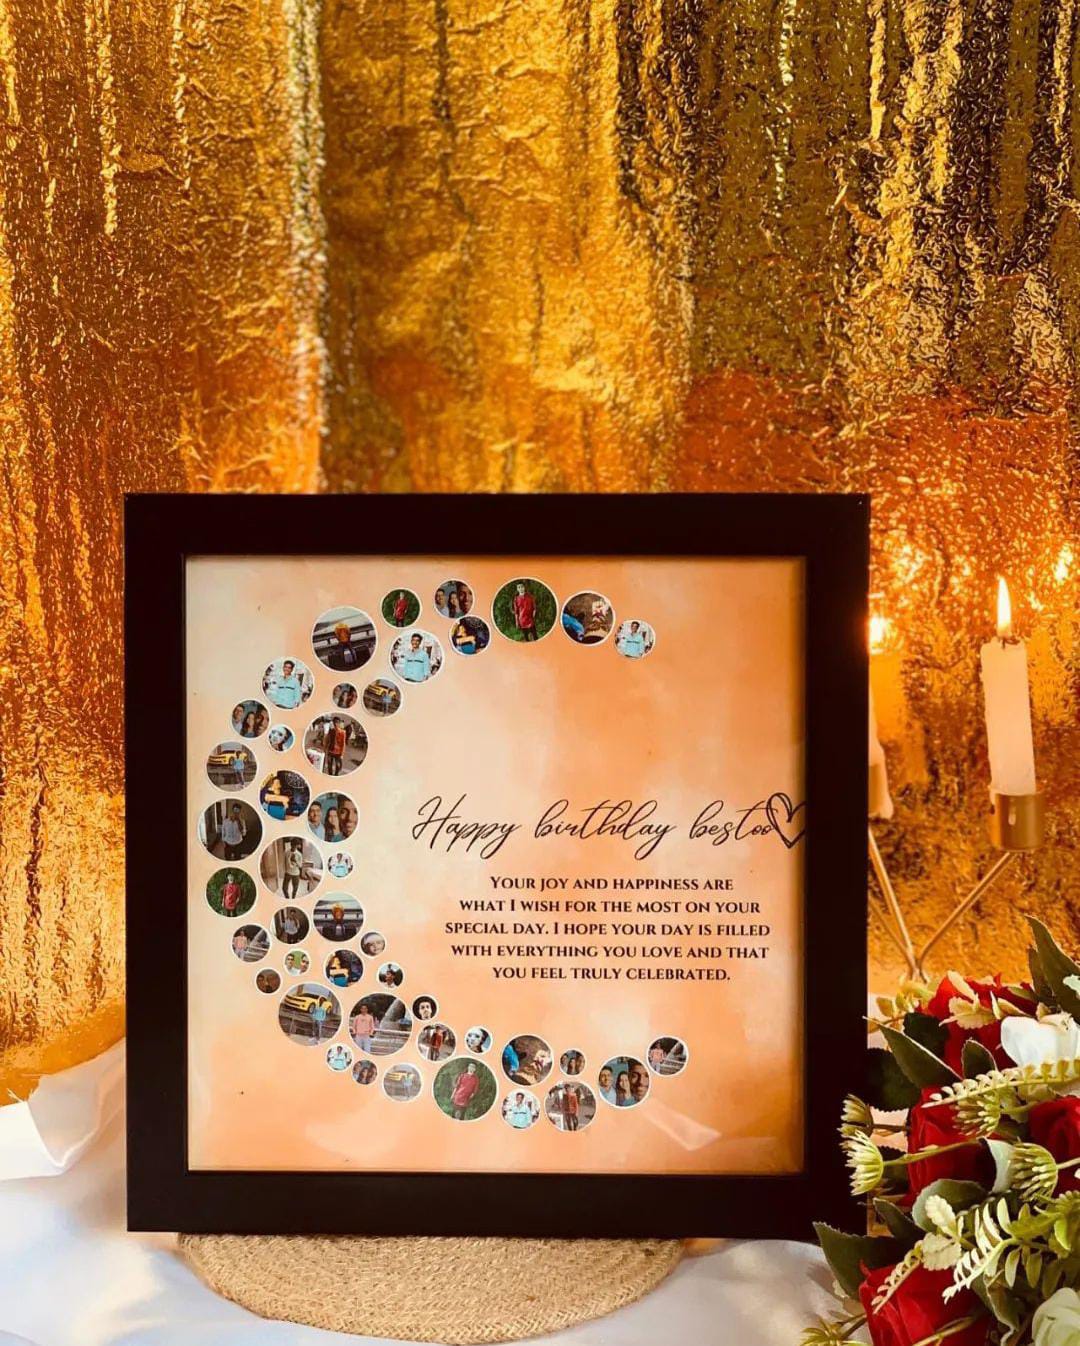 Happy birthday bestoo
YOUR JOY AND HAPPINESS ARE
WHAT I WISH FOR THE MOST ON YOUR
SPECIAL DAY. I HOPE YOUR DAY IS FILLED
WITH EVERYTHING YOU LOVE AND THAT
YOU FEEL TRULY CELEBRATED.